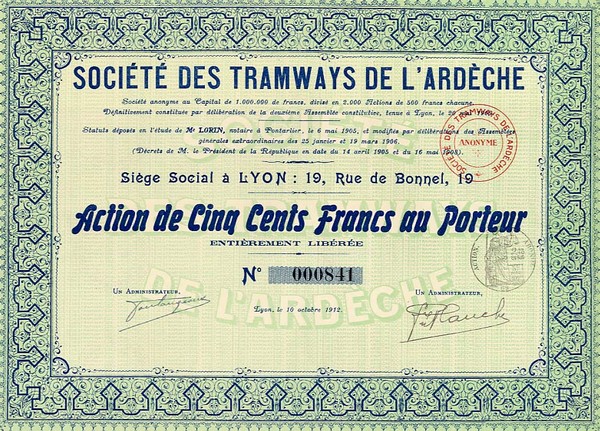 SOCIÉTÉ DES TRAMWAYS DE L'ARDÈCHE
Société anonyme au Capital de 1.000.000 de francs, divisé en 2.000 Actions de 500 francs chacune.
Définitivement constituée par délibération de la deuxième Assemblée constitutive, tenue à Lyon, le
Statuts déposés en l'étude de Me LORIN, notaire à Pontarlier, le 6 mai 1905, et modifiés par délibérations des Assemblées
générales extraordinaires des 25 janvier et 19 mars 1906.
(Décrets de M. le Président de la République en date du 14 avril 1905 et du 16 mai
SOCIÉTÉ DES TRAMWAYS DE L'ARDÈCHE
ANONYME
Siège Social à LYON : 19, Rue de Bonnel, 19
Action de Cinq Cents Francs au Porteur
ENTIÈREMENT LIBÉRÉE
DES TRAMWAYS
No 000841
DE L'ARDÈCHE
UN ADMINISTRATEUR,
UN ADMINISTRATEUR,
Lyon, le 10 octobre 1912.